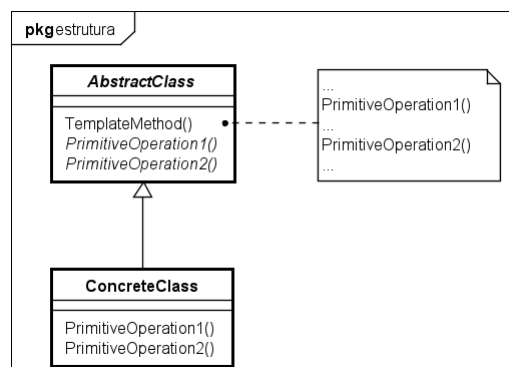 pkg estrutura
AbstractClass
TemplateMethod()
PrimitiveOperation1()
PrimitiveOperation2()
...
PrimitiveOperation1()
...
PrimitiveOperation2()
...
ConcreteClass
PrimitiveOperation1()
PrimitiveOperation2()